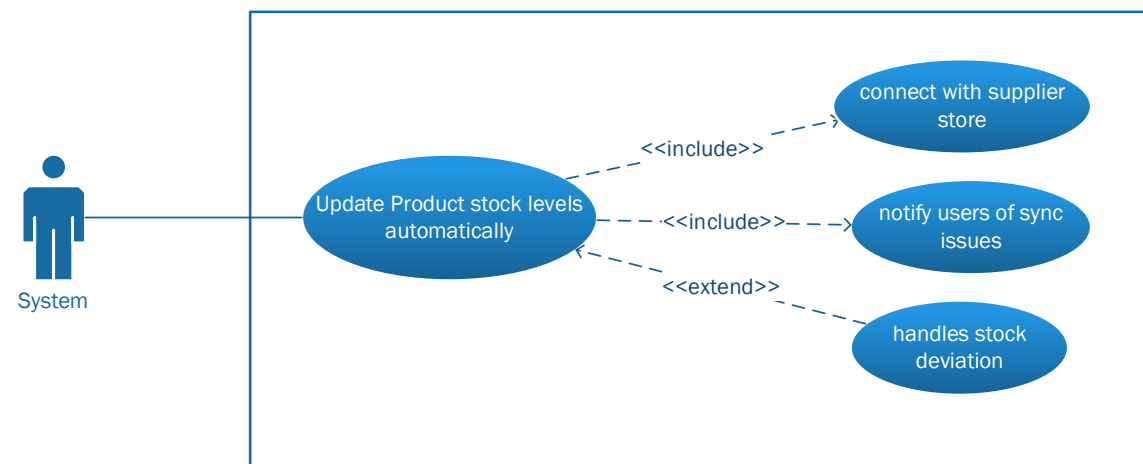 connect with supplier
store
<<include>>
Update Product stock levels
automatically
<<include>>
notify users of sync
issues
<<extend>>
System
handles stock
deviation